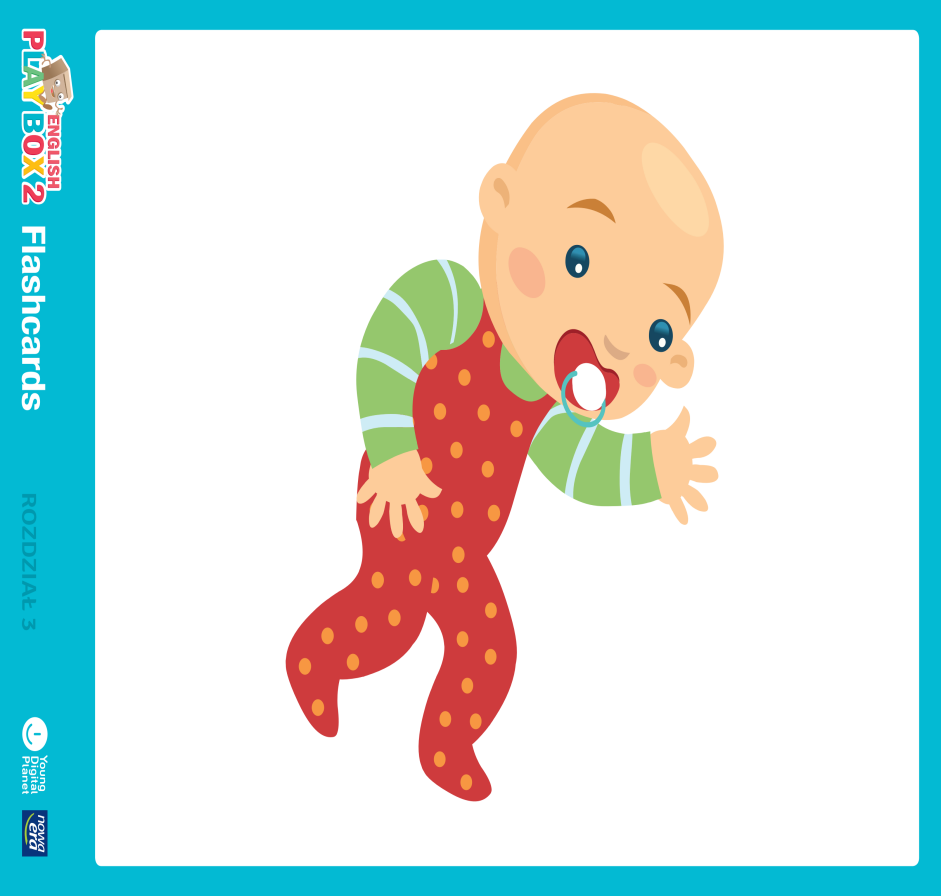 ENGLISH
PLAY BOX 2
Flashcards
ROZDZIAŁ 3
Young
Digital
Planet
nowa
era